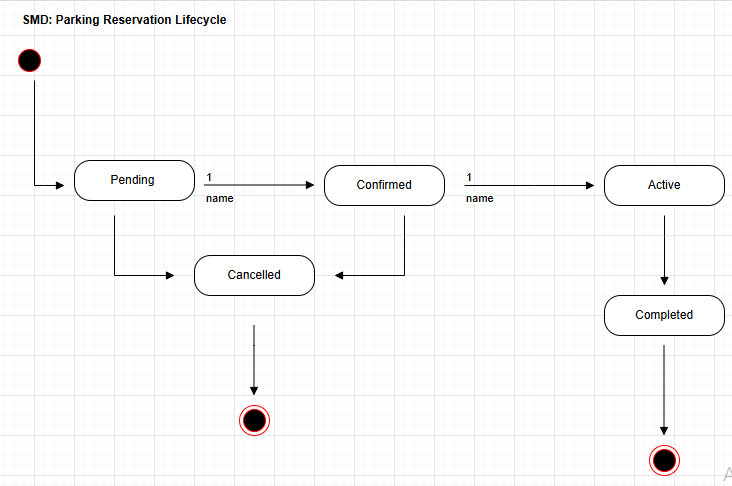 SMD: Parking Reservation Lifecycle
Pending
1
name
Confirmed
1
name
Active
Cancelled
Completed
A